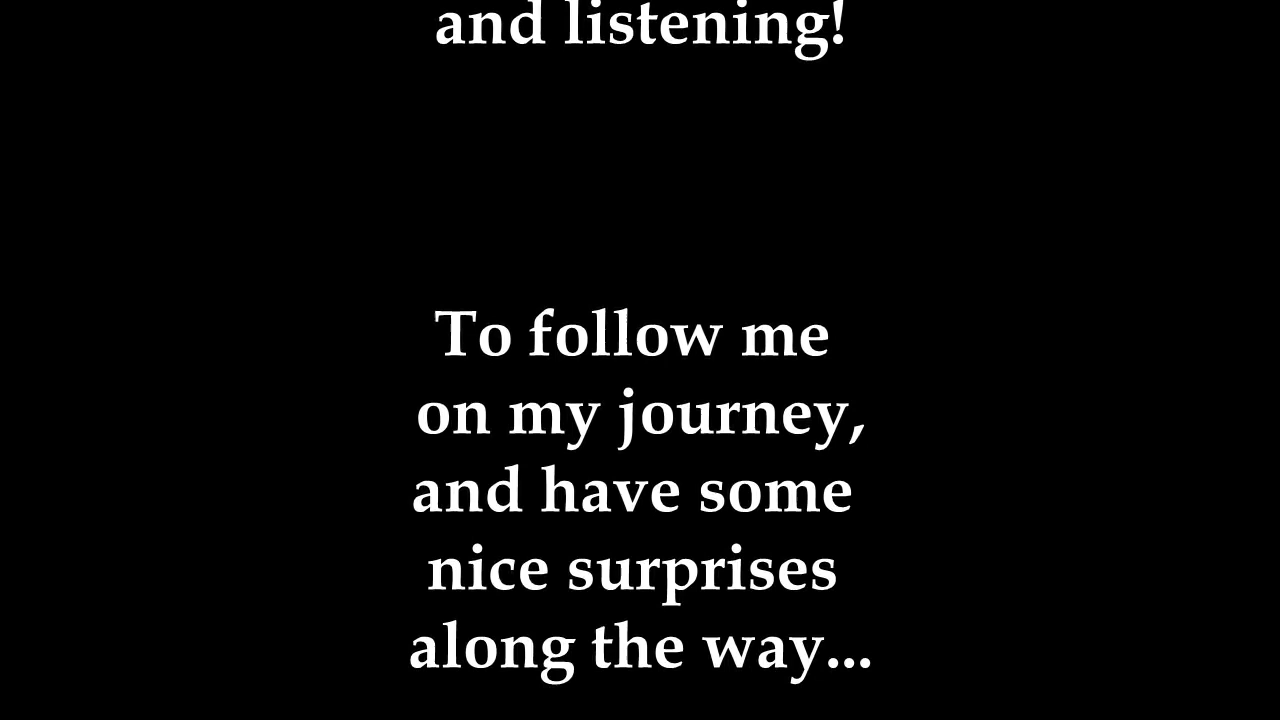 and listening!
To follow me
on my journey,
and have some
nice surprises
along the way...